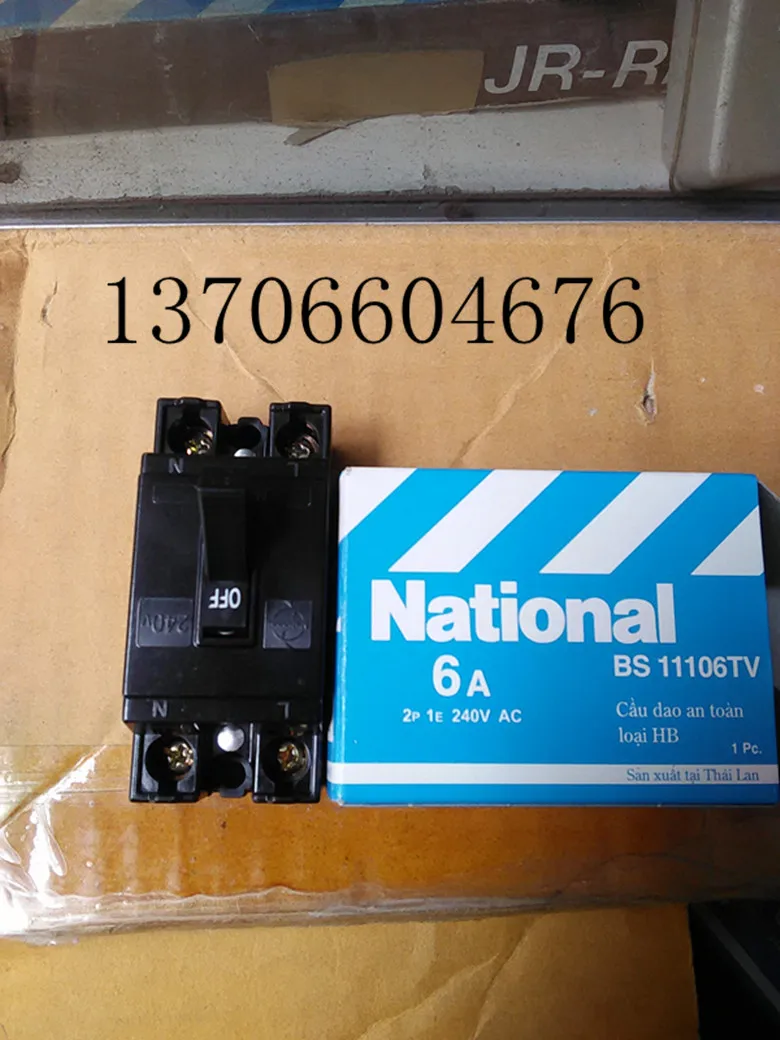 JR-R
13706604676
N L
OFF
240V
N L
National
6A
BS 11106TV
2P 1E 240V AC
Cầu dao an toàn
loại HB
1 Pc.
Sản xuất tại Thái Lan